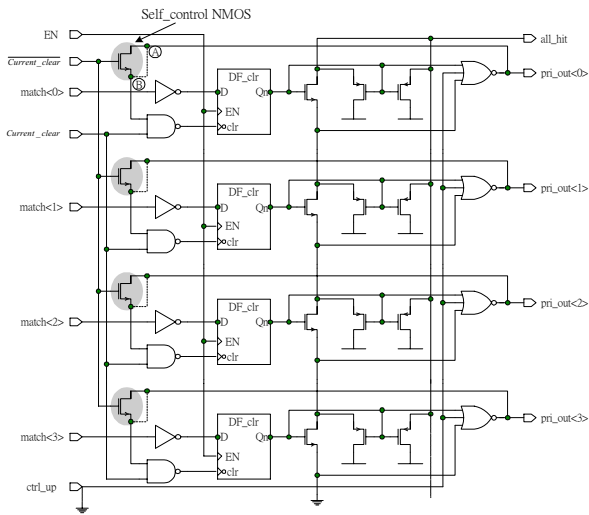 Self_control NMOS
EN
all_hit
A
Current_clear
B
pri_out<0>
match<0>
DF_clr
D
Qn
EN
clr
Current_clear
pri_out<1>
match<1>
DF_clr
D
Qn
EN
clr
pri_out<2>
match<2>
DF_clr
D
Qn
EN
clr
pri_out<3>
match<3>
DF_clr
D
Qn
EN
clr
ctrl_up